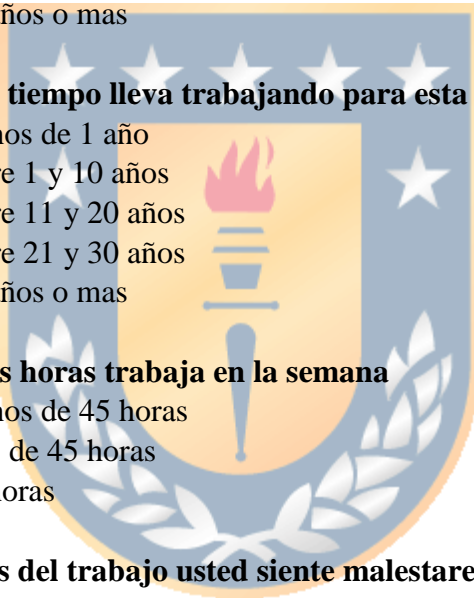 ños o mas
tiempo lleva trabajando para esta
nos de 1 año
re 1 y 10 años
re 11 y 20 años
re 21 y 30 años
ños o mas
s horas trabaja en la semana
nos de 45 horas
de 45 horas
oras
s del trabajo usted siente malestare